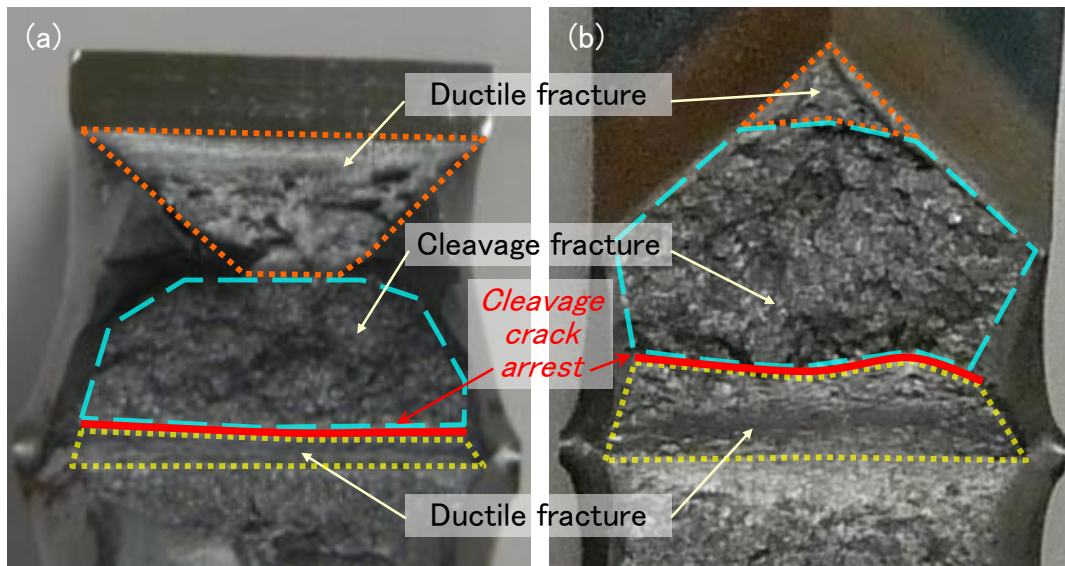 (a)
(b)
Ductile fracture
Cleavage fracture
Cleavage
crack
arrest
Ductile fracture